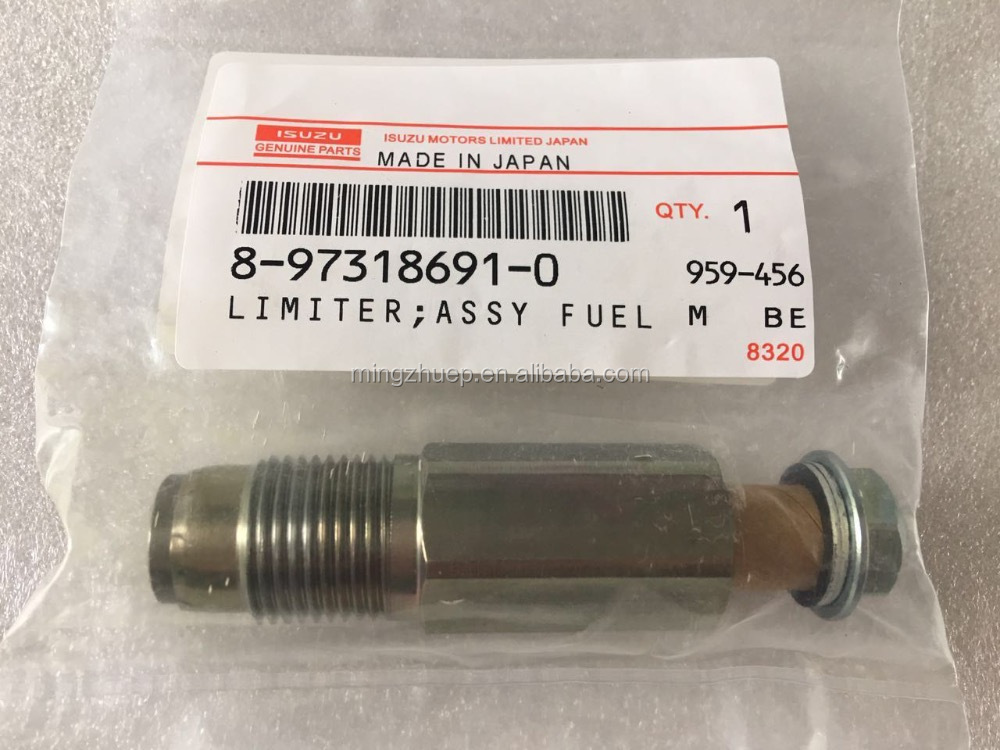 ISUZU
GENUINE PARTS
ISUZU MOTORS LIMITED JAPAN
MADE IN JAPAN
QTY. 1
8-97318691-0 959-456
LIMITER;ASSY FUEL M BE
8320
mingzhuep.en.alibaba.com